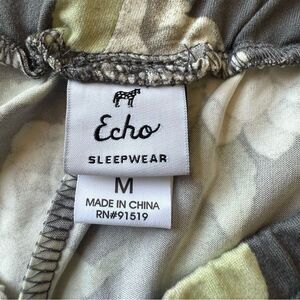 Echo
SLEEPWEAR
M
MADE IN CHINA
RN#91519